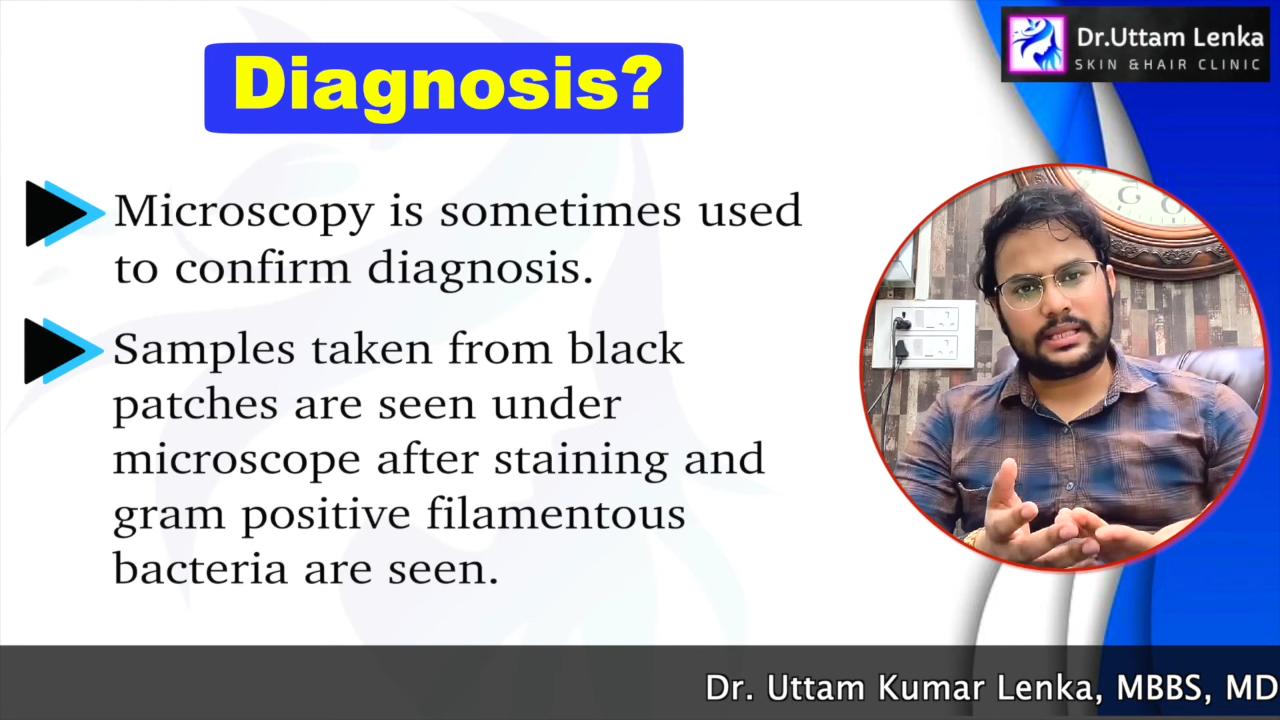 Diagnosis?
Dr.Uttam Lenka
SKIN &HAIR CLINIC
Microscopy is sometimes used
to confirm diagnosis.
Samples taken from black
patches are seen under
microscope after staining and
gram positive filamentous
bacteria are seen.
Dr. Uttam Kumar Lenka, MBBS, MD